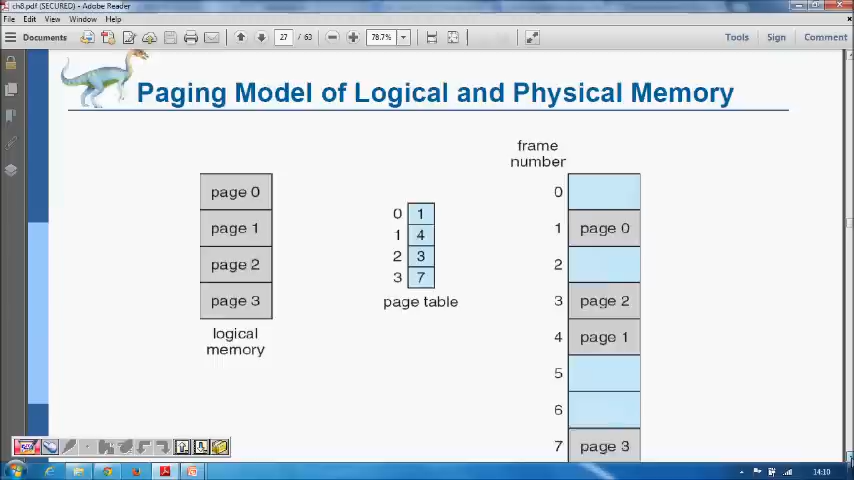 ch8.pdf (SECURED) - Adobe Reader
File Edit View Window Help
Documents 27 / 63 78.7% Tools Sign Comment
Paging Model of Logical and Physical Memory
page 0
page 1
page 2
page 3
logical
memory
0 1
1 4
2 3
3 7
page table
frame
number
0
1 page 0
2
3 page 2
4 page 1
5
6
7 page 3
14:10